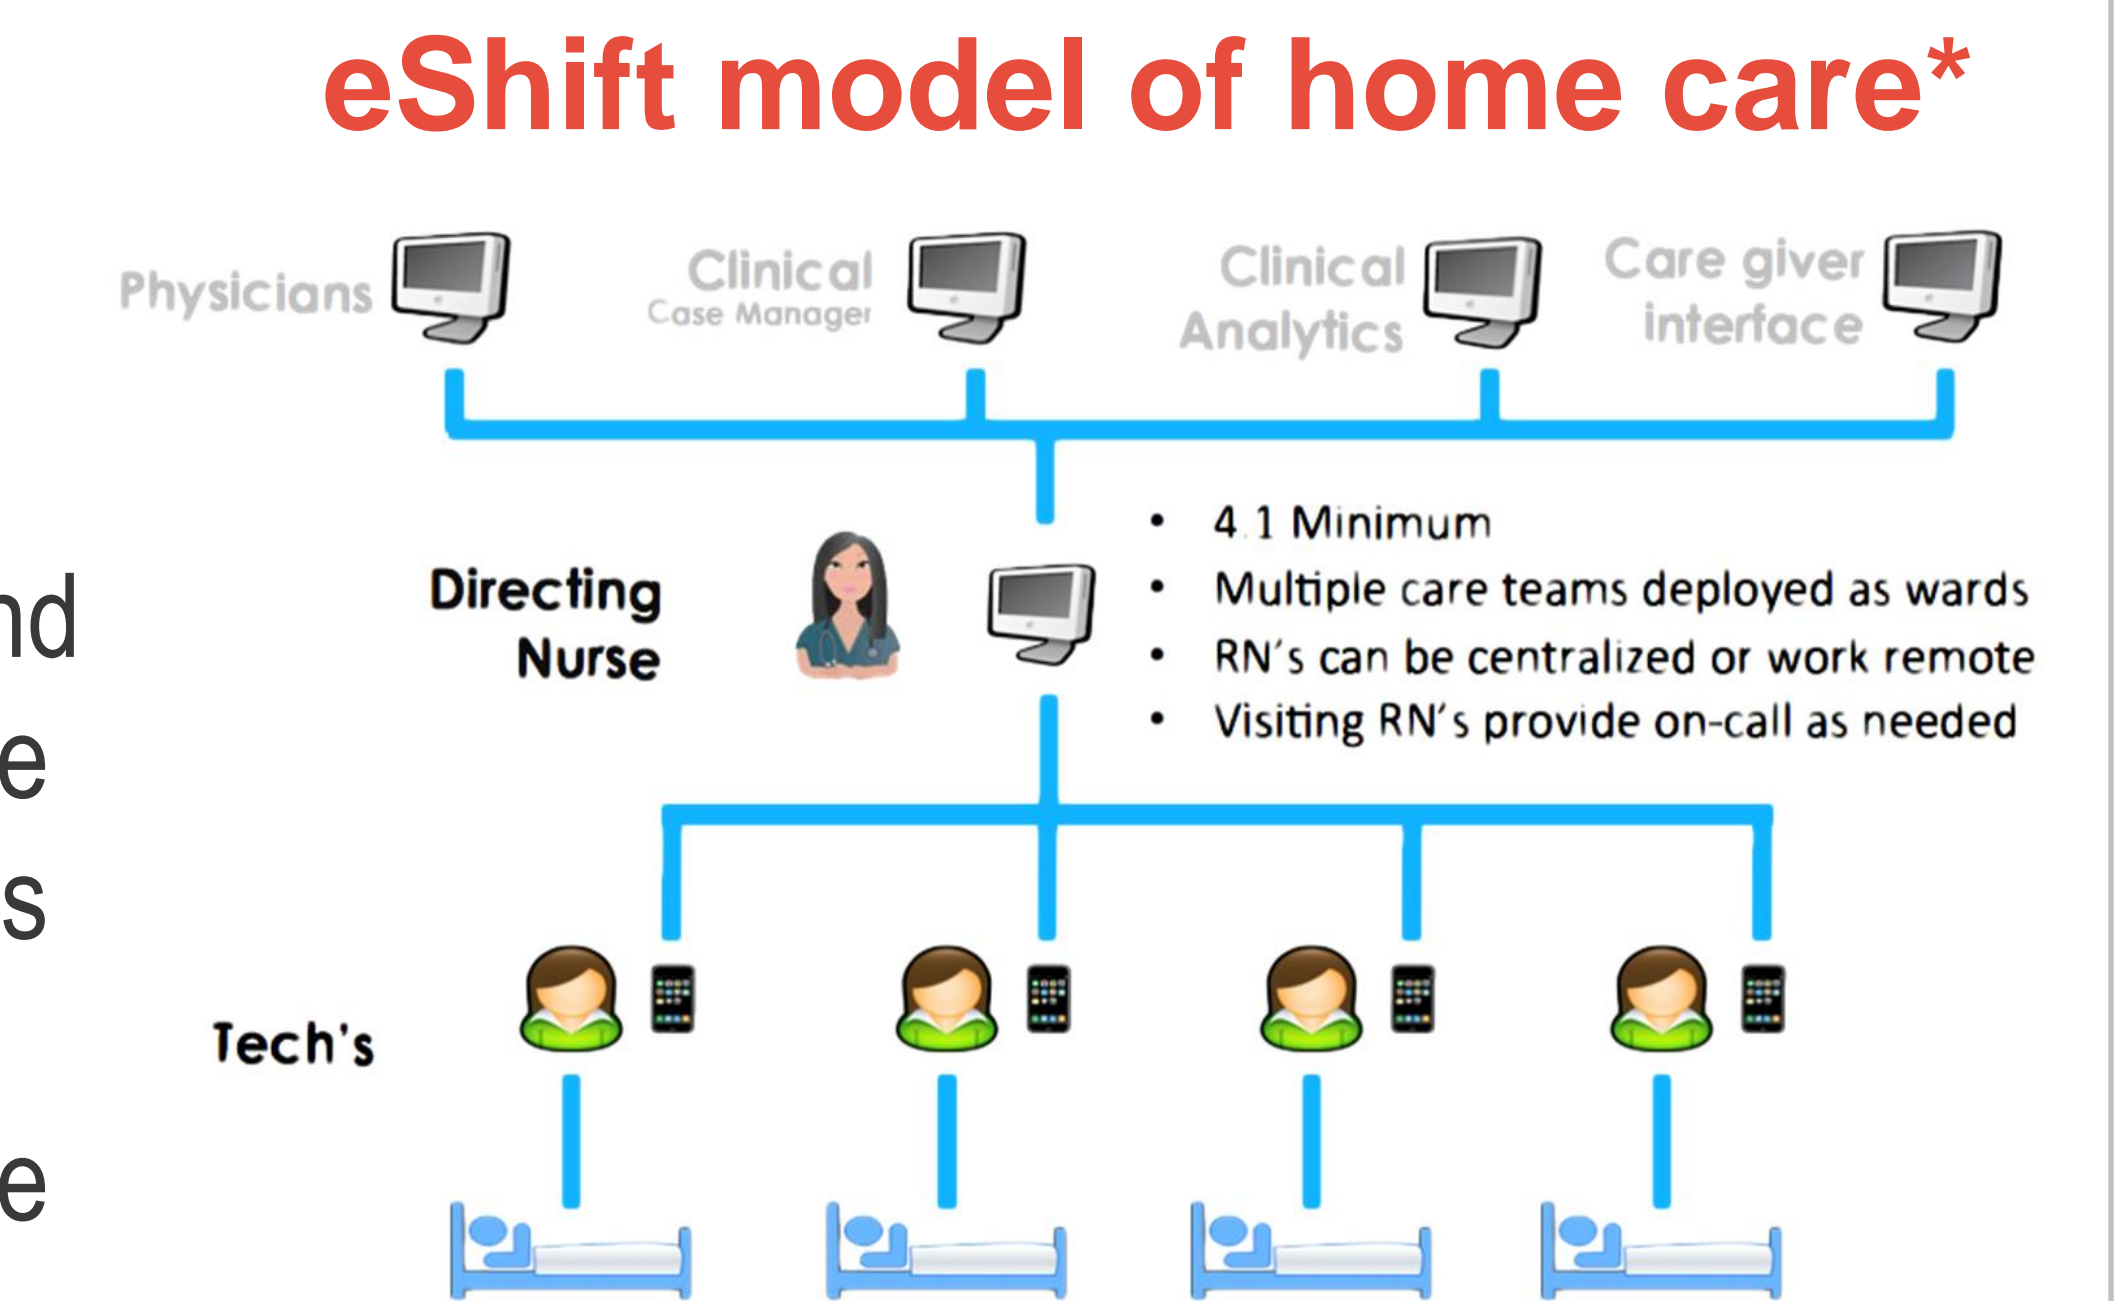 eShift model of home care*
Physicians
Clinical
Case Manager
Clinical
Analytics
Care giver
interface
nd
e
s
e
Directing
Nurse
• 4.1 Minimum
• Multiple care teams deployed as wards
• RN's can be centralized or work remote
• Visiting RN's provide on-call as needed
Tech's